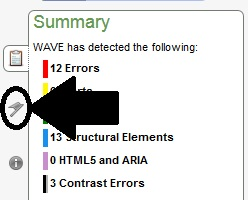 Summary
WAVE has detected the following:
12 Errors
13 Structural Elements
0 HTML5 and ARIA
3 Contrast Errors